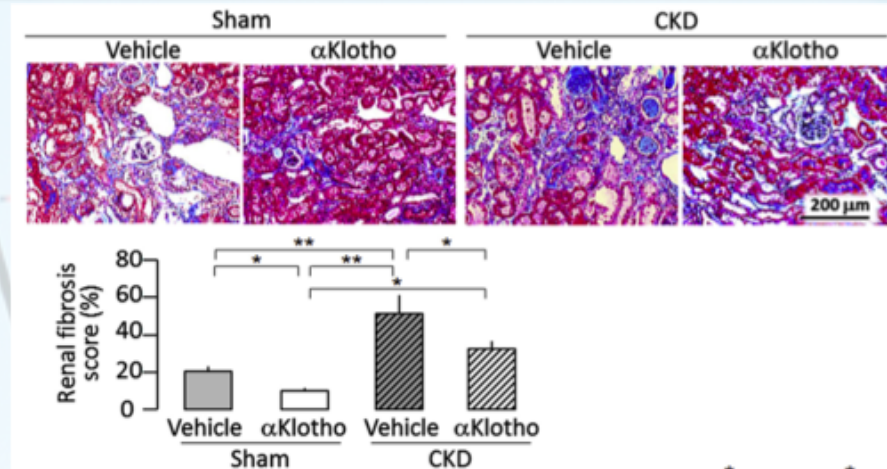 Sham CKD
Vehicle αKlotho Vehicle αKlotho
200 μm
** *
* **
*
Renal fibrosis
score (%)
80
60
40
20
0
Vehicle αKlotho Vehicle αKlotho
Sham CKD